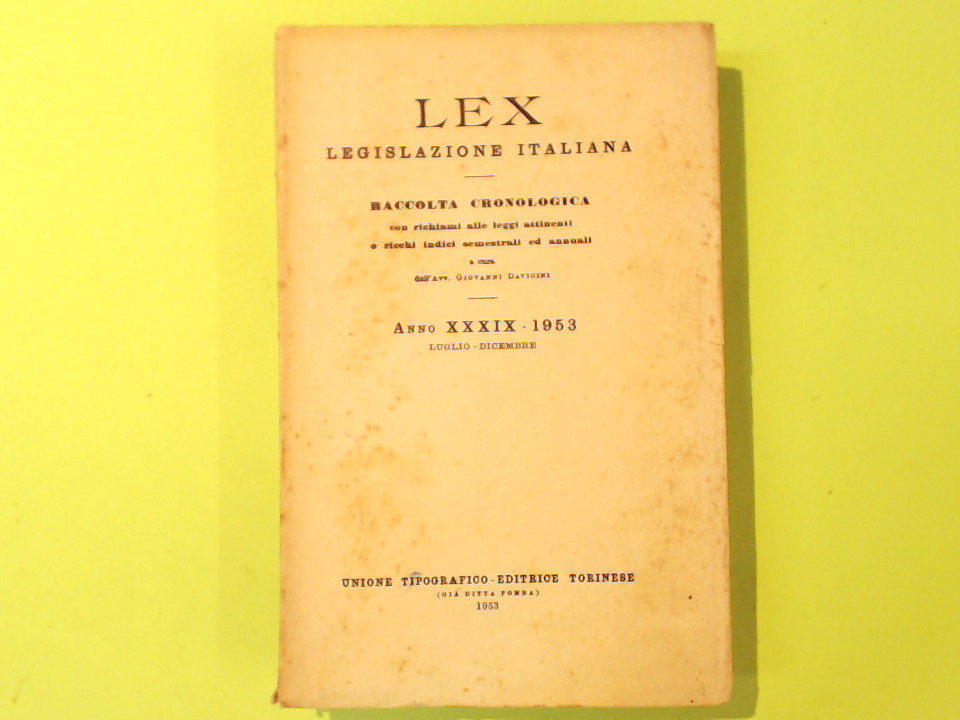 LEX
LEGISLAZIONE ITALIANA
RACCOLTA CRONOLOGICA
con richiami alle leggi attinenti
e ricchi indici semestrali ed annuali
a cura
dell'Avv. GIOVANNI DAVICINI
ANNO XXXIX - 1953
LUGLIO - DICEMBRE
UNIONE TIPOGRAFICO - EDITRICE TORINESE
(GIÀ DITTA POMBA)
1953